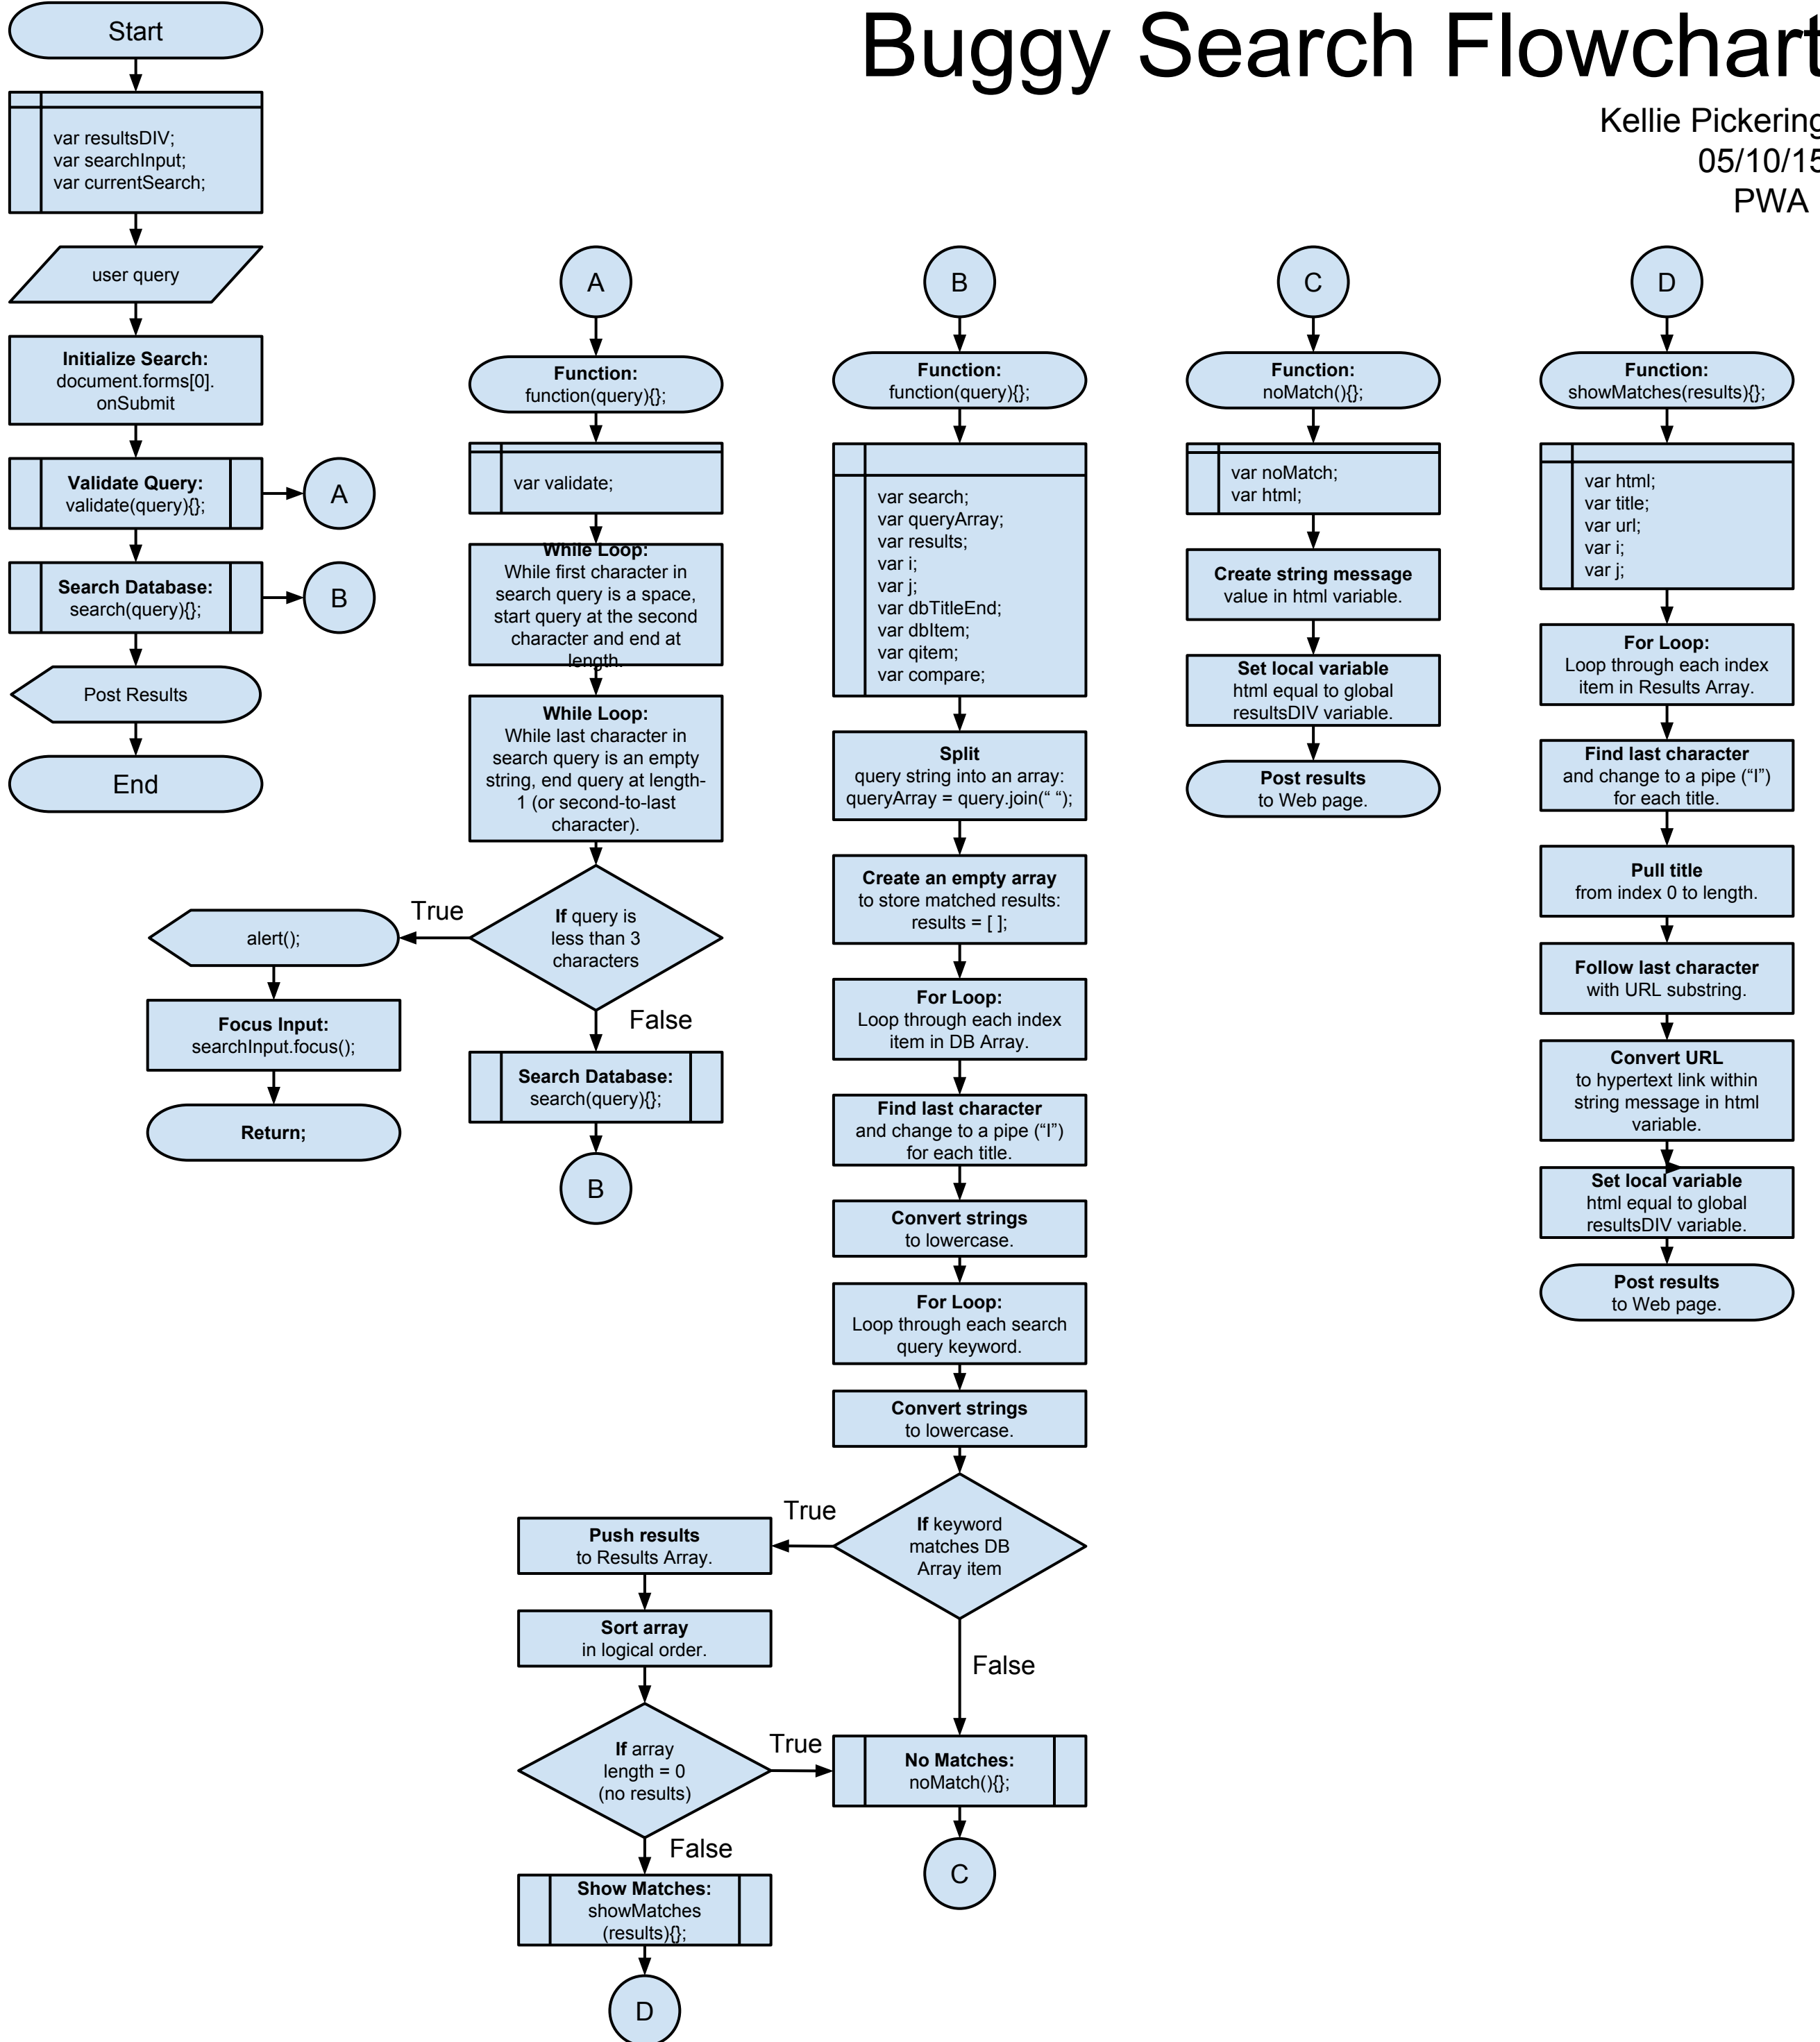 Buggy Search Flowchart
Kellie Pickering
05/10/15
PWA
Start
var resultsDIV;
var searchInput;
var currentSearch;
user query
Initialize Search:
document.forms[0].
onSubmit
Validate Query:
validate(query){};
A
Search Database:
search(query){};
B
Post Results
End
A
Function:
function(query){};
var validate;
While Loop:
While first character in
search query is a space,
start query at the second
character and end at
length.
While Loop:
While last character in
search query is an empty
string, end query at length-
1 (or second-to-last
character).
If query is
less than 3
characters
True
alert();
Focus Input:
searchInput.focus();
Return;
False
Search Database:
search(query){};
B
B
Function:
function(query){};
var search;
var queryArray;
var results;
var i;
var j;
var dbTitleEnd;
var dbItem;
var qitem;
var compare;
Split
query string into an array:
queryArray = query.join(“ “);
Create an empty array
to store matched results:
results = [ ];
For Loop:
Loop through each index
item in DB Array.
Find last character
and change to a pipe (“I”)
for each title.
Convert strings
to lowercase.
For Loop:
Loop through each search
query keyword.
Convert strings
to lowercase.
If keyword
matches DB
Array item
True
Push results
to Results Array.
Sort array
in logical order.
If array
length = 0
(no results)
True
False
No Matches:
noMatch(){};
C
False
Show Matches:
showMatches
(results){};
D
C
Function:
noMatch(){};
var noMatch;
var html;
Create string message
value in html variable.
Set local variable
html equal to global
resultsDIV variable.
Post results
to Web page.
D
Function:
showMatches(results){};
var html;
var title;
var url;
var i;
var j;
For Loop:
Loop through each index
item in Results Array.
Find last character
and change to a pipe (“I”)
for each title.
Pull title
from index 0 to length.
Follow last character
with URL substring.
Convert URL
to hypertext link within
string message in html
variable.
Set local variable
html equal to global
resultsDIV variable.
Post results
to Web page.